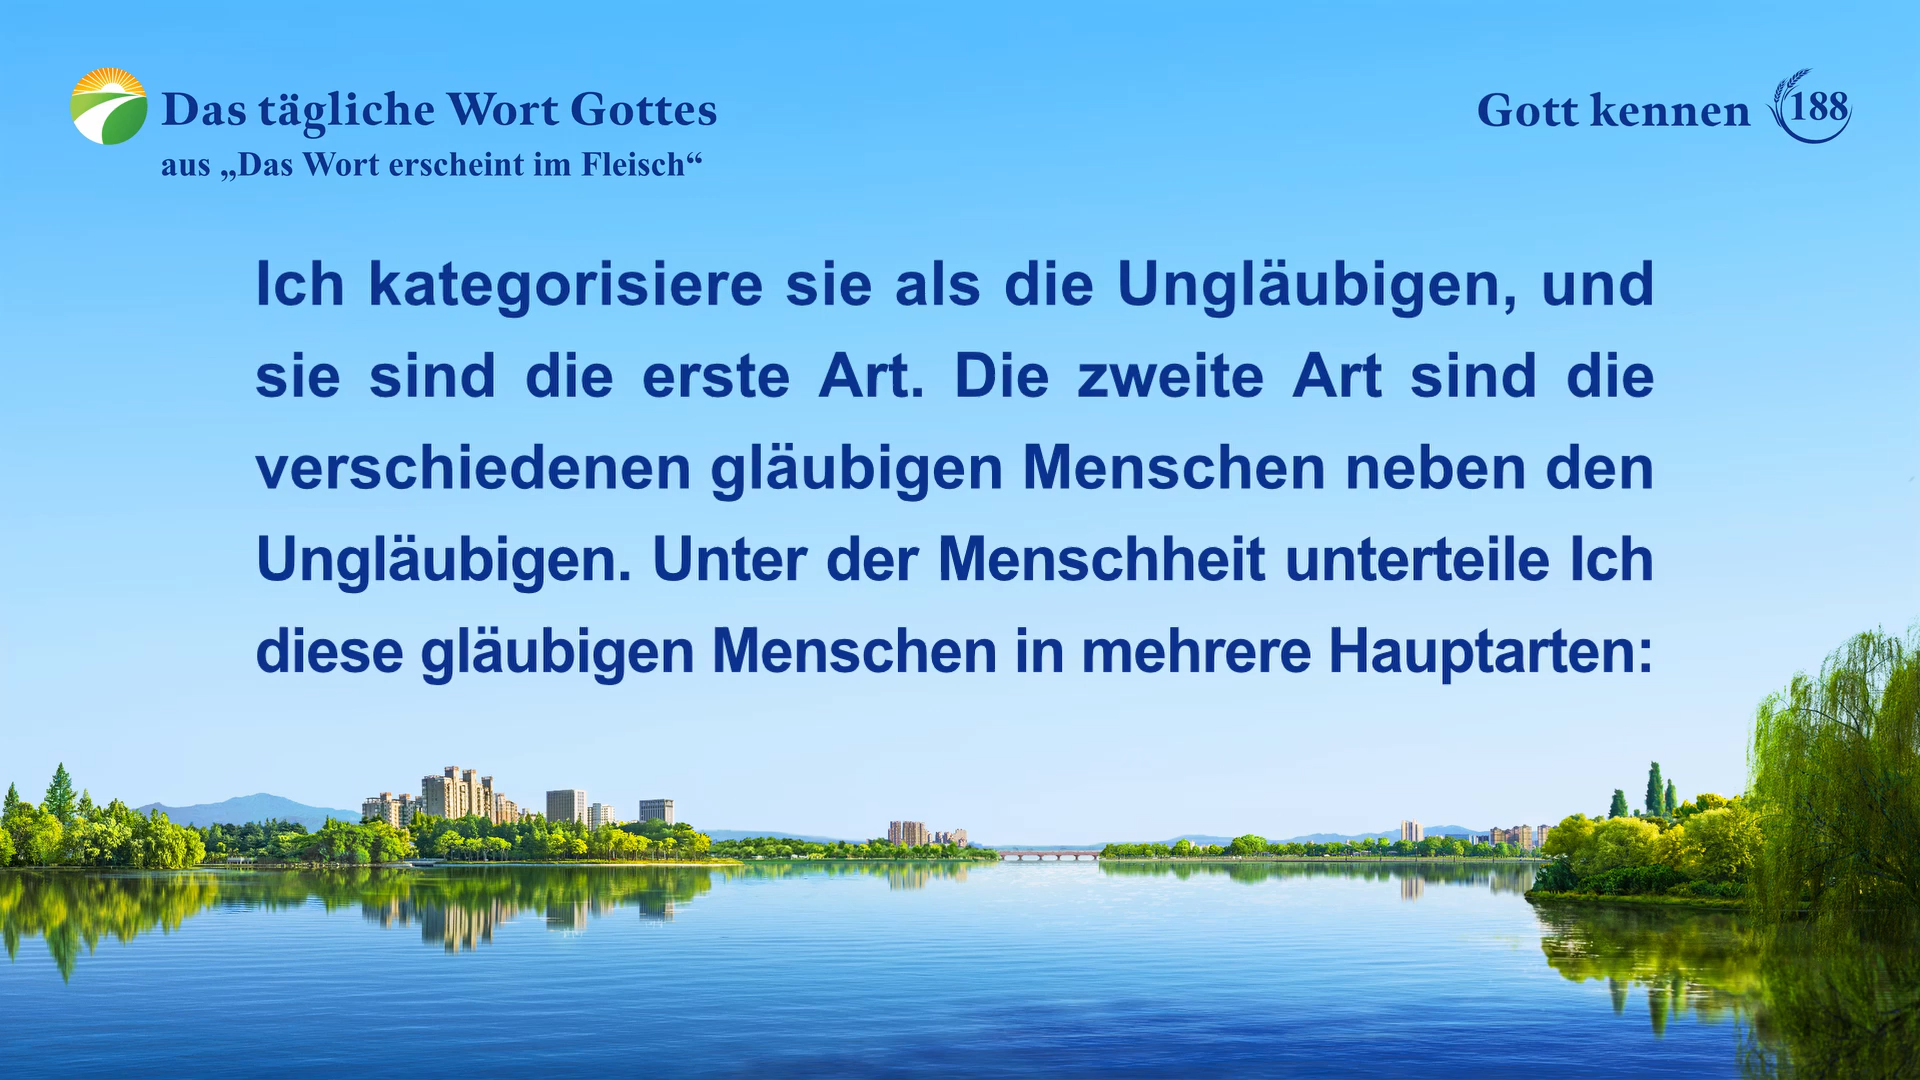 Das tägliche Wort Gottes
aus „Das Wort erscheint im Fleisch“
Gott kennen 188
Ich kategorisiere sie als die Ungläubigen, und
sie sind die erste Art. Die zweite Art sind die
verschiedenen gläubigen Menschen neben den
Ungläubigen. Unter der Menschheit unterteile Ich
diese gläubigen Menschen in mehrere Hauptarten: